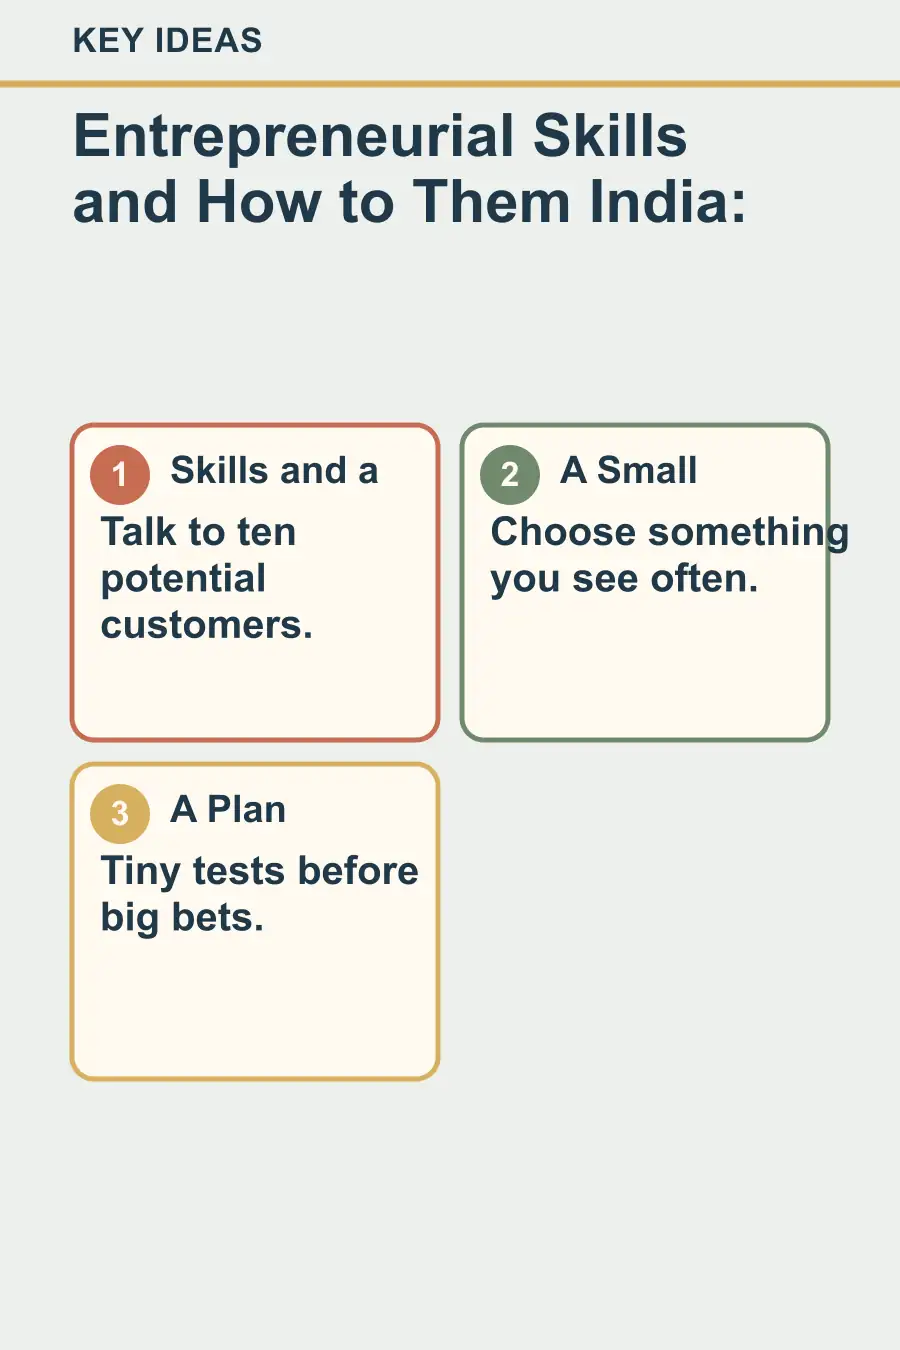 KEY IDEAS
Entrepreneurial Skills
and How to Them India:
1
Skills and a
Talk to ten
potential
customers.
2
A Small
Choose something
you see often.
3
A Plan
Tiny tests before
big bets.